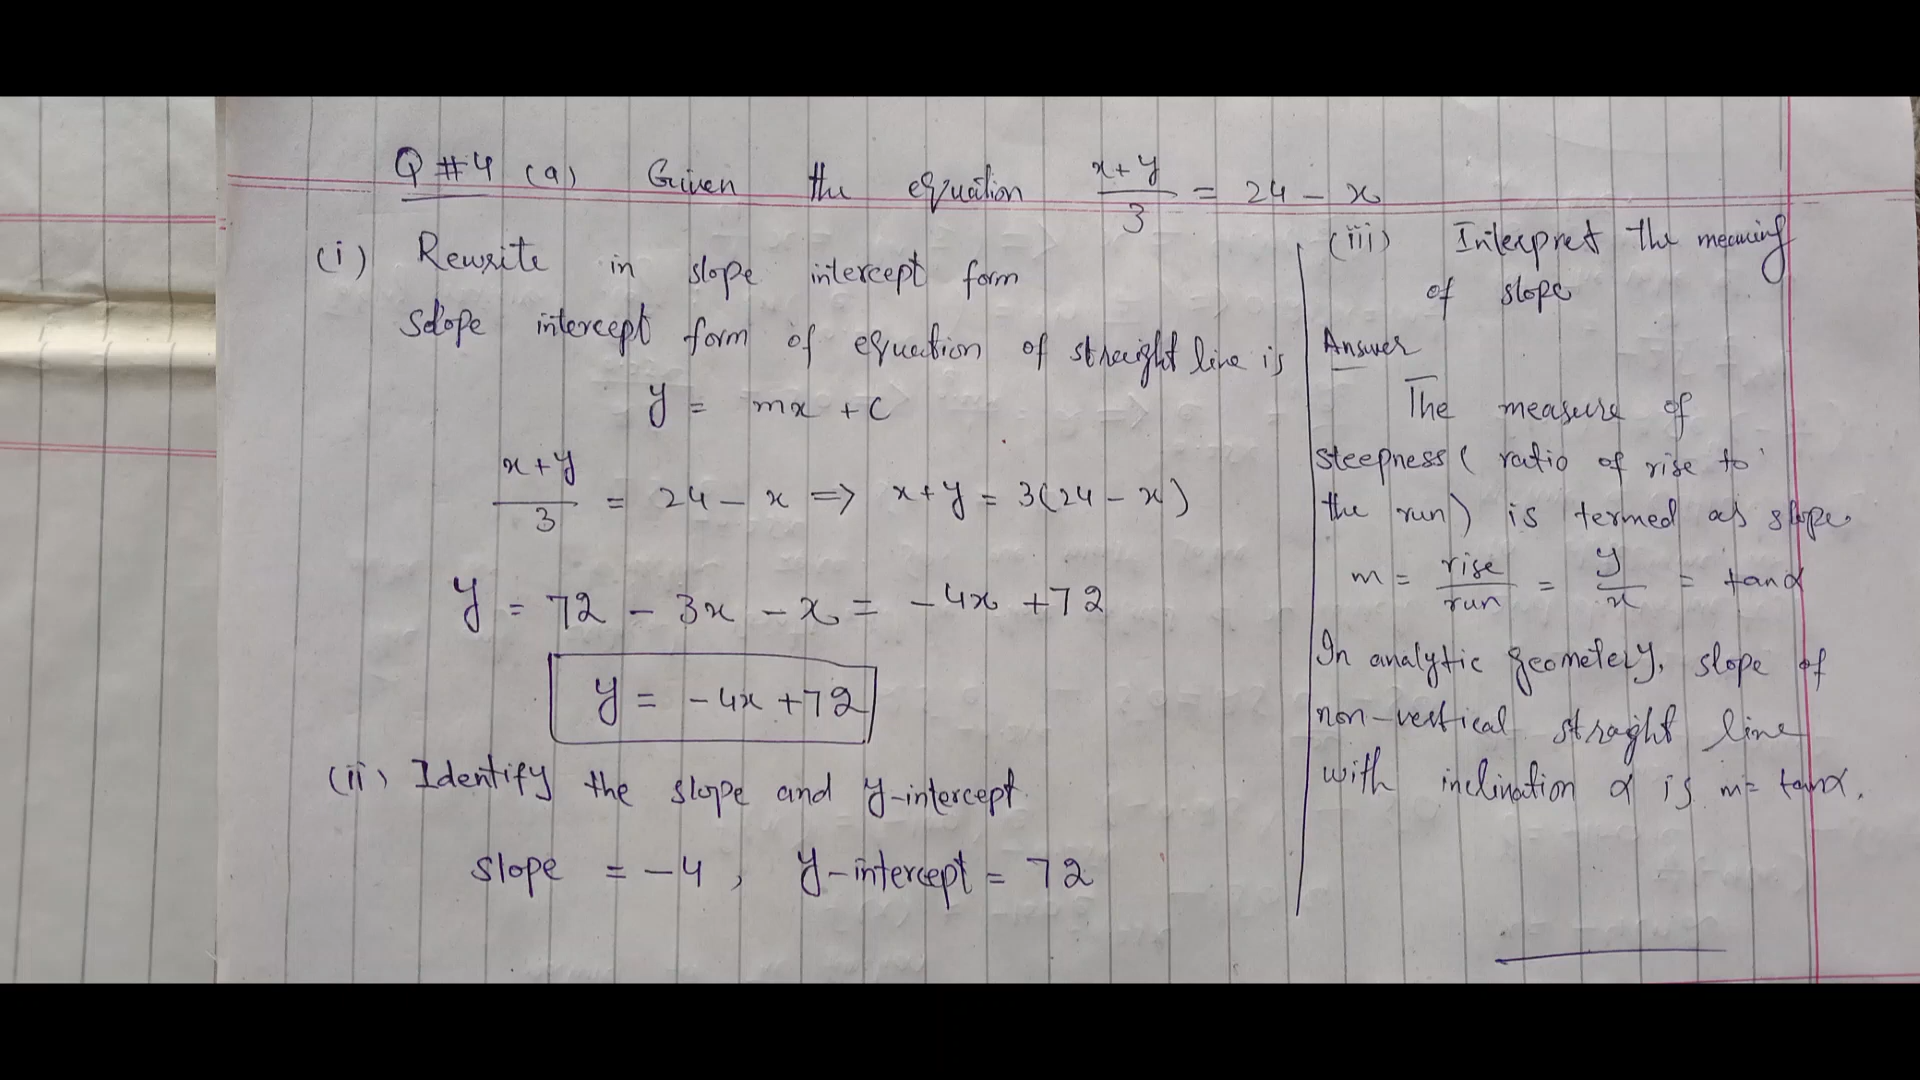 Q #4 (a) Given the equation (x+y)/3 = 24 - x
(i) Rewrite in slope intercept form
Slope intercept form of equation of straight line is
y = mx + c
(x+y)/3 = 24 - x => x+y = 3(24 - x)
y = 72 - 3x - x = -4x +72
y = -4x +72
(ii) Identify the slope and y-intercept
slope = -4, y-intercept = 72
(iii) Interpret the meaning
of slope
Answer
The measure of
steepness ( ratio of rise to
the run) is termed as slope.
m = rise/run = y/x = tanα
In analytic geometery, slope of
non-vertical straght line
with inclination α is m= tanα.